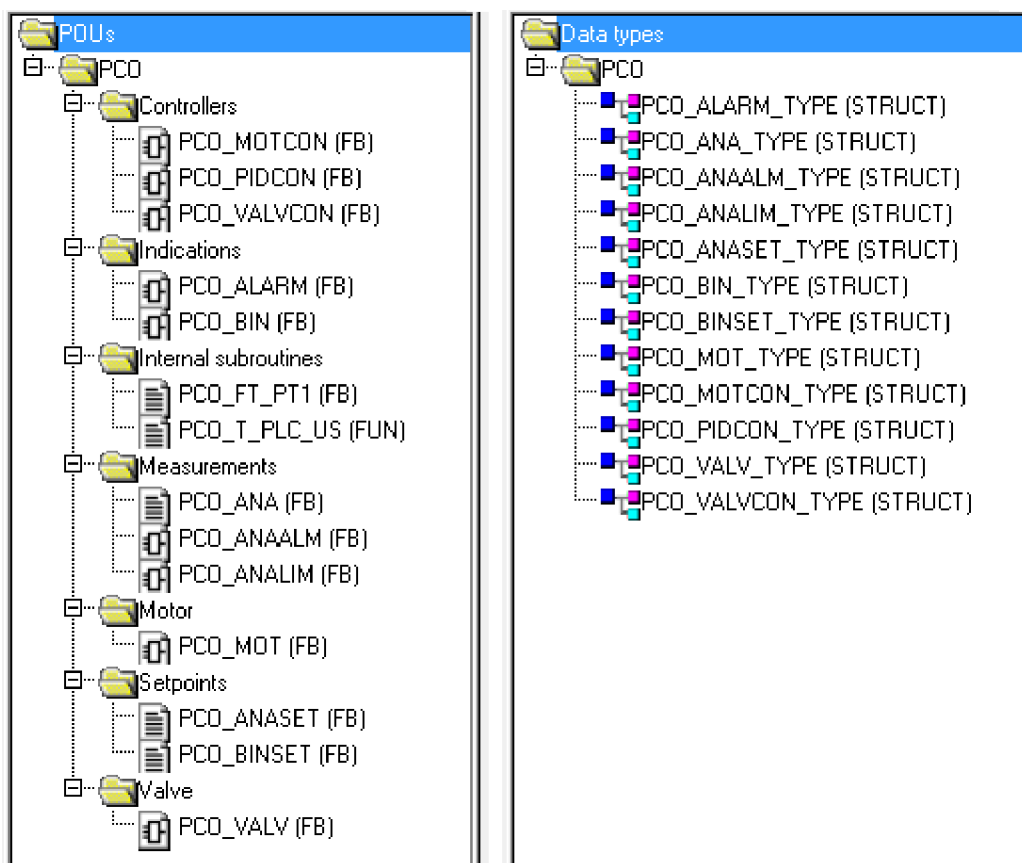 POUs
PCO
Controllers
PCO_MOTCON (FB)
PCO_PIDCON (FB)
PCO_VALVCON (FB)
Indications
PCO_ALARM (FB)
PCO_BIN (FB)
Internal subroutines
PCO_FT_PT1 (FB)
PCO_T_PLC_US (FUN)
Measurements
PCO_ANA (FB)
PCO_ANAALM (FB)
PCO_ANALIM (FB)
Motor
PCO_MOT (FB)
Setpoints
PCO_ANASET (FB)
PCO_BINSET (FB)
Valve
PCO_VALV (FB)
Data types
PCO
PCO_ALARM_TYPE (STRUCT)
PCO_ANA_TYPE (STRUCT)
PCO_ANAALM_TYPE (STRUCT)
PCO_ANALIM_TYPE (STRUCT)
PCO_ANASET_TYPE (STRUCT)
PCO_BIN_TYPE (STRUCT)
PCO_BINSET_TYPE (STRUCT)
PCO_MOT_TYPE (STRUCT)
PCO_MOTCON_TYPE (STRUCT)
PCO_PIDCON_TYPE (STRUCT)
PCO_VALV_TYPE (STRUCT)
PCO_VALVCON_TYPE (STRUCT)